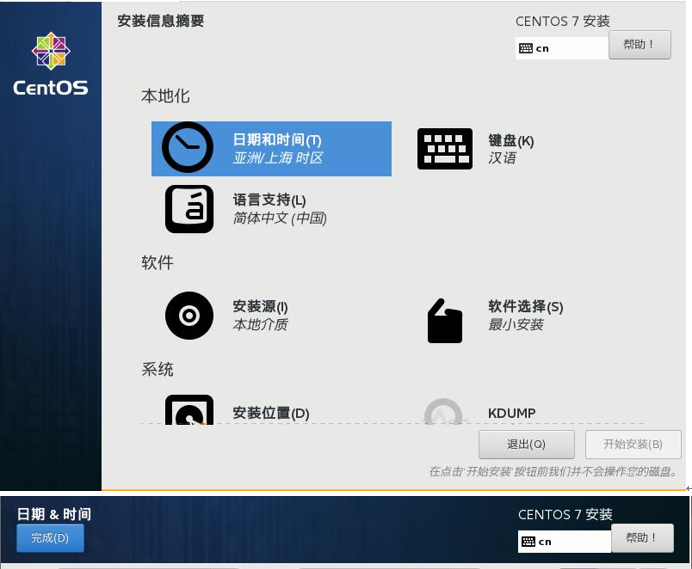 安装信息摘要
CENTOS 7 安装
cn
帮助！
CentOS
本地化
日期和时间(T)
亚洲/上海 时区
键盘(K)
汉语
语言支持(L)
简体中文 (中国)
软件
安装源(I)
本地介质
软件选择(S)
最小安装
系统
安装位置(D)
KDUMP
退出(Q)
开始安装(B)
在点击'开始安装'按钮前我们并不会操作您的磁盘。
日期 & 时间
CENTOS 7 安装
完成(D)
cn
帮助！